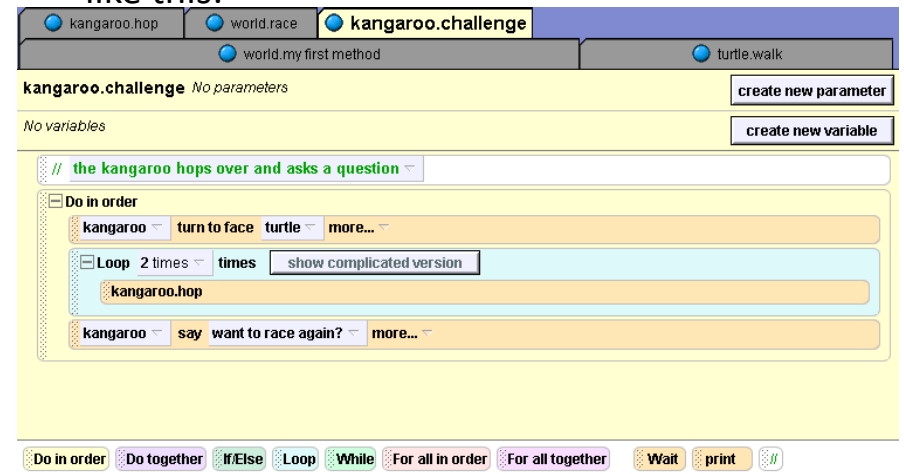 like this:
kangaroo.hop world.race kangaroo.challenge
world.my first method turtle.walk
kangaroo.challenge No parameters create new parameter
No variables create new variable
// the kangaroo hops over and asks a question
Do in order
kangaroo turn to face turtle more...
Loop 2 times times show complicated version
kangaroo.hop
kangaroo say want to race again? more...
Do in order Do together If/Else Loop While For all in order For all together Wait print //